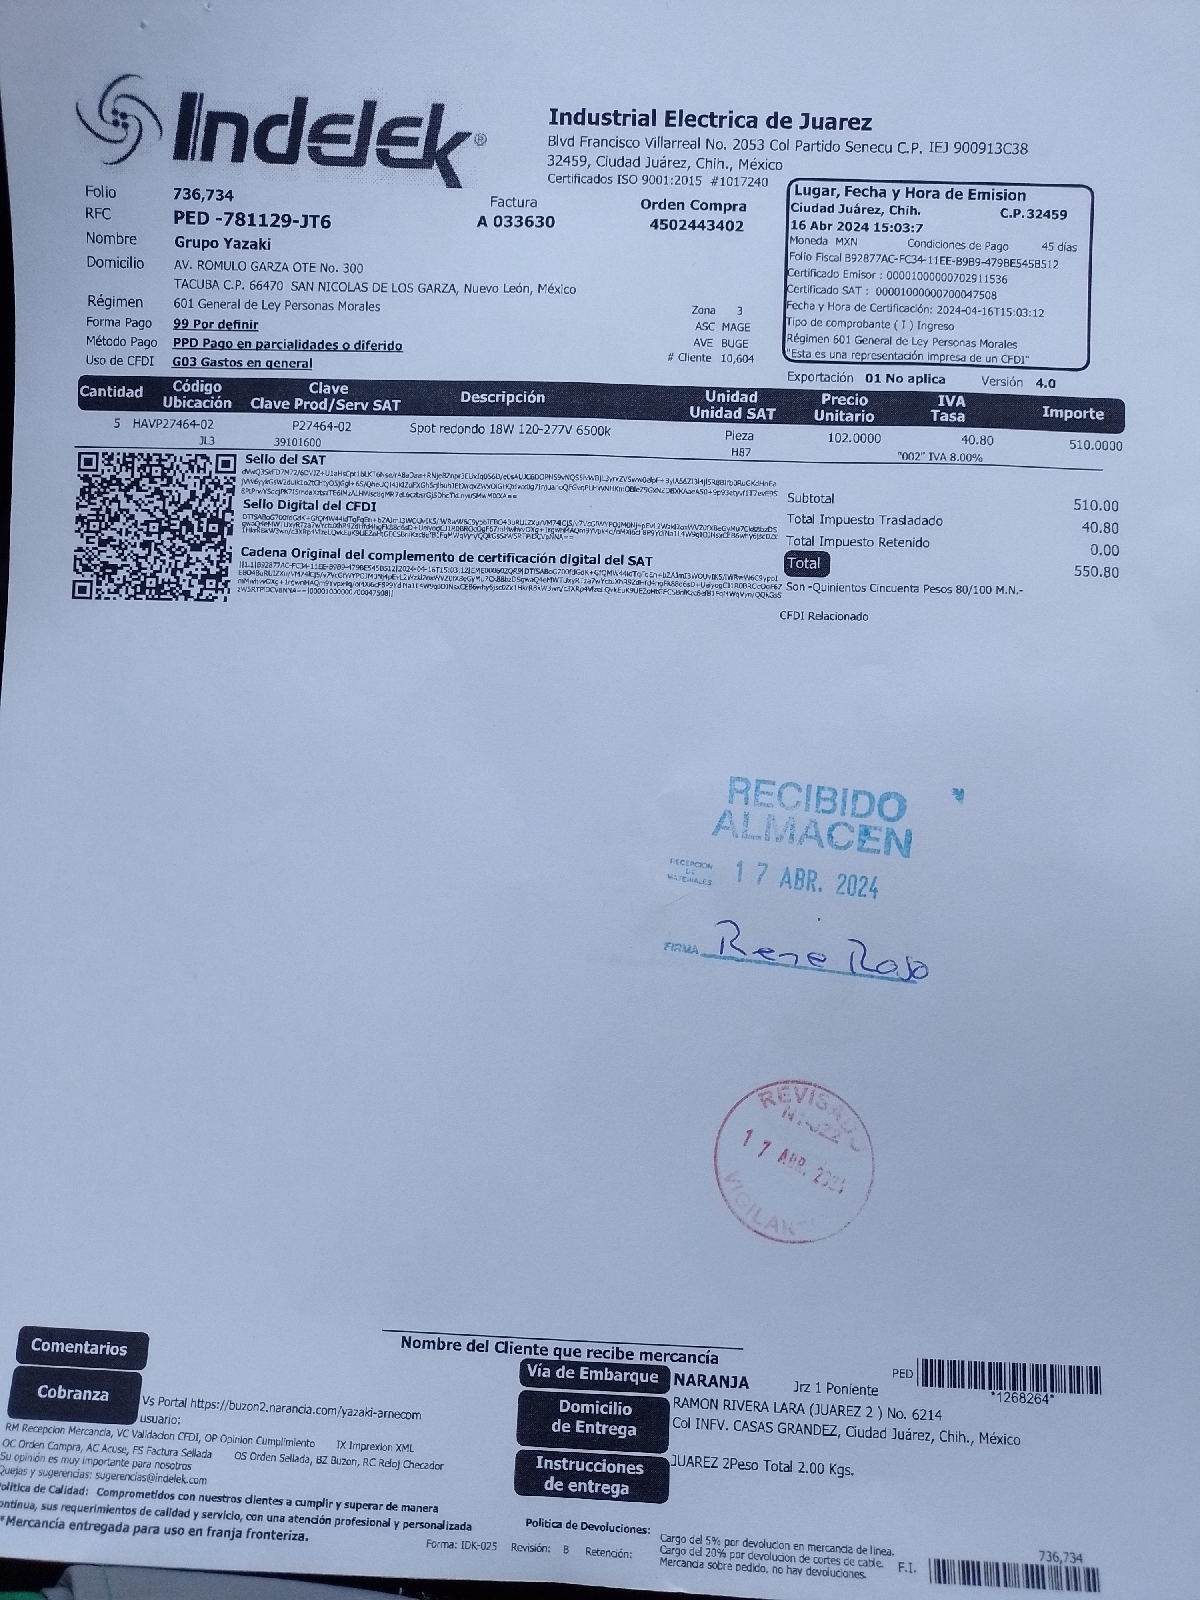 Indelek®
Industrial Electrica de Juarez
Blvd Francisco Villarreal No. 2053 Col Partido Senecu C.P. IEJ 900913C38
32459, Ciudad Juárez, Chih., México
Certificados ISO 9001:2015 #1017240
Folio 736,734
RFC PED -781129-JT6
Nombre Grupo Yazaki
Domicilio AV. ROMULO GARZA OTE No. 300
TACUBA C.P. 66470 SAN NICOLAS DE LOS GARZA, Nuevo León, México
Régimen 601 General de Ley Personas Morales
Forma Pago 99 Por definir
Método Pago PPD Pago en parcialidades o diferido
Uso de CFDI G03 Gastos en general
Factura
A 033630
Orden Compra
4502443402
Zona 3
ASC MAGE
AVE BUGE
# Cliente 10,604
Lugar, Fecha y Hora de Emision
Ciudad Juárez, Chih. C.P.32459
16 Abr 2024 15:03:7
Moneda MXN Condiciones de Pago 45 días
Folio Fiscal B92877AC-FC34-11EE-B9B9-479BE545B512
Certificado Emisor : 00001000000702911536
Certificado SAT : 00001000000700047508
Fecha y Hora de Certificación: 2024-04-16T15:03:12
Tipo de comprobante ( I ) Ingreso
Régimen 601 General de Ley Personas Morales
"Esta es una representación impresa de un CFDI"
Exportación 01 No aplica Versión 4.0
Cantidad Código Ubicación Clave Clave Prod/Serv SAT Descripción Unidad Unidad SAT Precio Unitario IVA Tasa Importe
5 HAVP27464-02 P27464-02 Spot redondo 18W 120-277V 6500k Pieza 102.0000 40.80 510.0000
JL3 39101600 H87 "002" IVA 8.00%
Sello del SAT
Sello Digital del CFDI
Cadena Original del complemento de certificación digital del SAT
Subtotal 510.00
Total Impuesto Trasladado 40.80
Total Impuesto Retenido 0.00
Total 550.80
Son -Quinientos Cincuenta Pesos 80/100 M.N.-
CFDI Relacionado
RECIBIDO
ALMACEN
RECEPCION
DE
MATERIALES
17 ABR. 2024
FIRMA Rene Rojo
REVISADO
17 ABR. 2024
Nombre del Cliente que recibe mercancía
Comentarios
Cobranza
Vs Portal https://buzon2.narancia.com/yazaki-arnecom
usuario:
RM Recepcion Mercancia, VC Validacion CFDI, OP Opinion Cumplimiento IX Imprexion XML
OC Orden Compra, AC Acuse, FS Factura Sellada OS Orden Sellada, BZ Buzon, RC Reloj Checador
Su opinión es muy importante para nosotros
Quejas y sugerencias: sugerencias@indelek.com
Política de Calidad: Comprometidos con nuestros clientes a cumplir y superar de manera
continua, sus requerimientos de calidad y servicio, con una atención profesional y personalizada
*Mercancía entregada para uso en franja fronteriza.
Vía de Embarque NARANJA Jrz 1 Poniente
PED *1268264*
Domicilio de Entrega
RAMON RIVERA LARA (JUAREZ 2 ) No. 6214
Col INFV. CASAS GRANDEZ, Ciudad Juárez, Chih., México
Instrucciones de entrega
JUAREZ 2Peso Total 2.00 Kgs.
Forma: IDK-025 Revisión: B Retención:
Politica de Devoluciones:
Cargo del 5% por devolucion en mercancia de linea.
Cargo del 20% por devolucion de cortes de cable.
Mercancia sobre pedido, no hay devoluciones.
F.I. 736,734